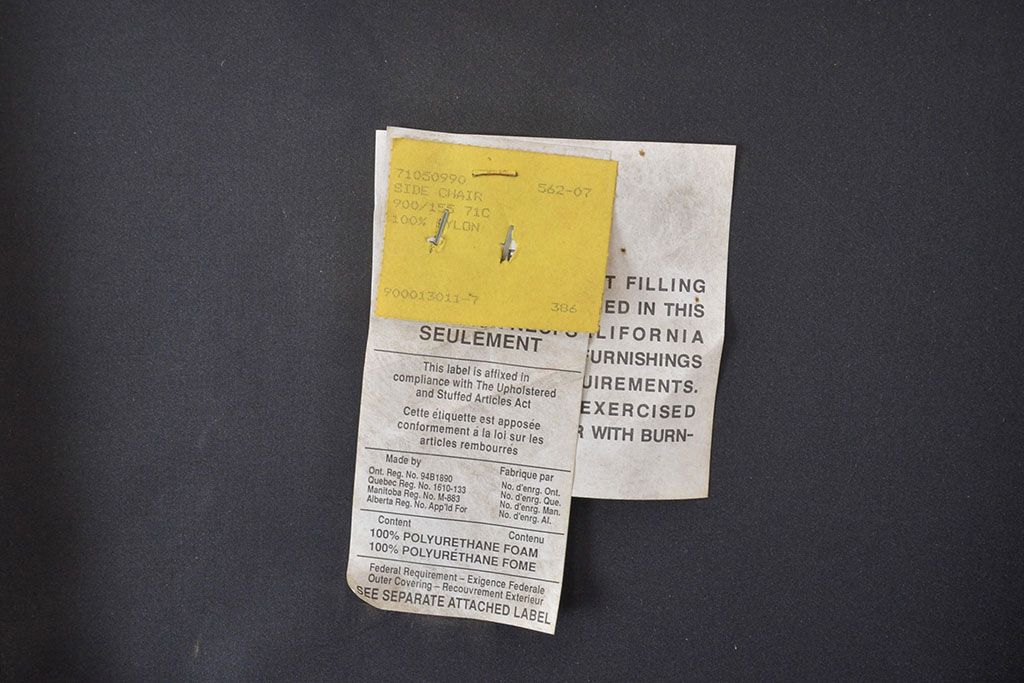 71050990 562-07
SIDE CHAIR
900/155 71C
100% NYLON
900013011-7 386
SEULEMENT
This label is affixed in
compliance with The Upholstered
and Stuffed Articles Act
Cette étiquette est apposée
conformement á la loi sur les
articles rembourrés
Made by Fabrique par
Ont. Reg. No. 94B1890 No. d'enrg. Ont.
Quebec Reg. No. 1610-133 No. d'enrg. Que.
Manitoba Reg. No. M-883 No. d'enrg. Man.
Alberta Reg. No. App'ld For No. d'enrg. Al.
Content Contenu
100% POLYURETHANE FOAM
100% POLYURÉTHANE FOME
Federal Requirement – Exigence Federale
Outer Covering – Recouvrement Exterieur
SEE SEPARATE ATTACHED LABEL
FILLING
ED IN THIS
LIFORNIA
URNISHINGS
UIREMENTS.
EXERCISED
WITH BURN-